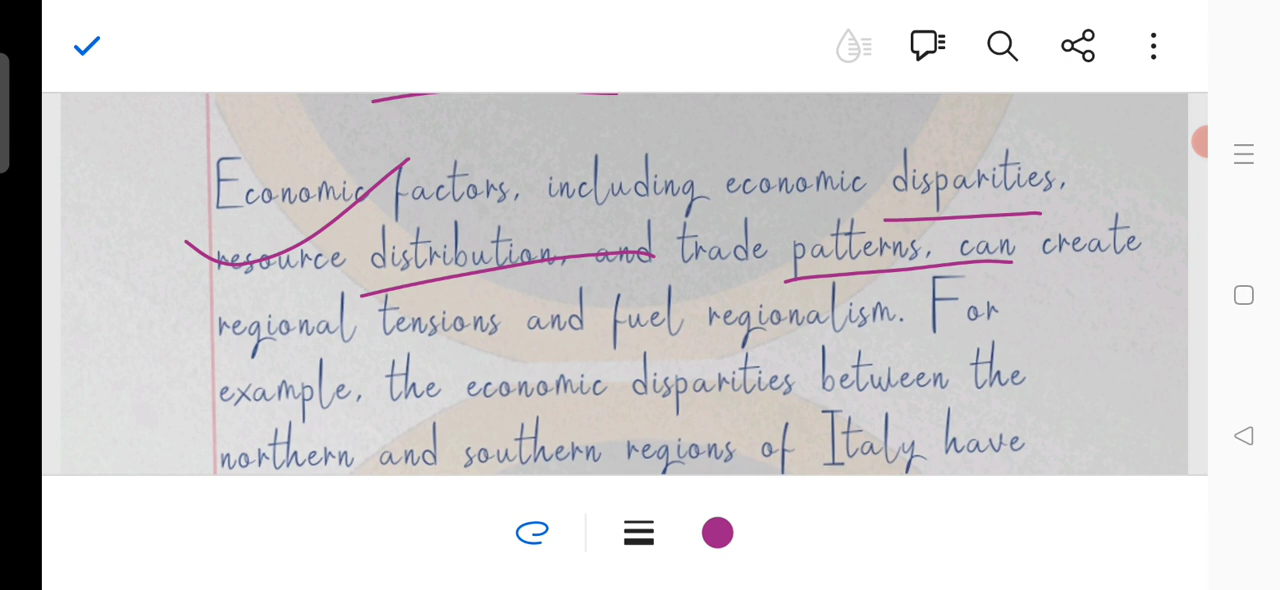 Economic factors, including economic disparities,
resource distribution, and trade patterns, can create
regional tensions and fuel regionalism. For
example, the economic disparities between the
northern and southern regions of Italy have